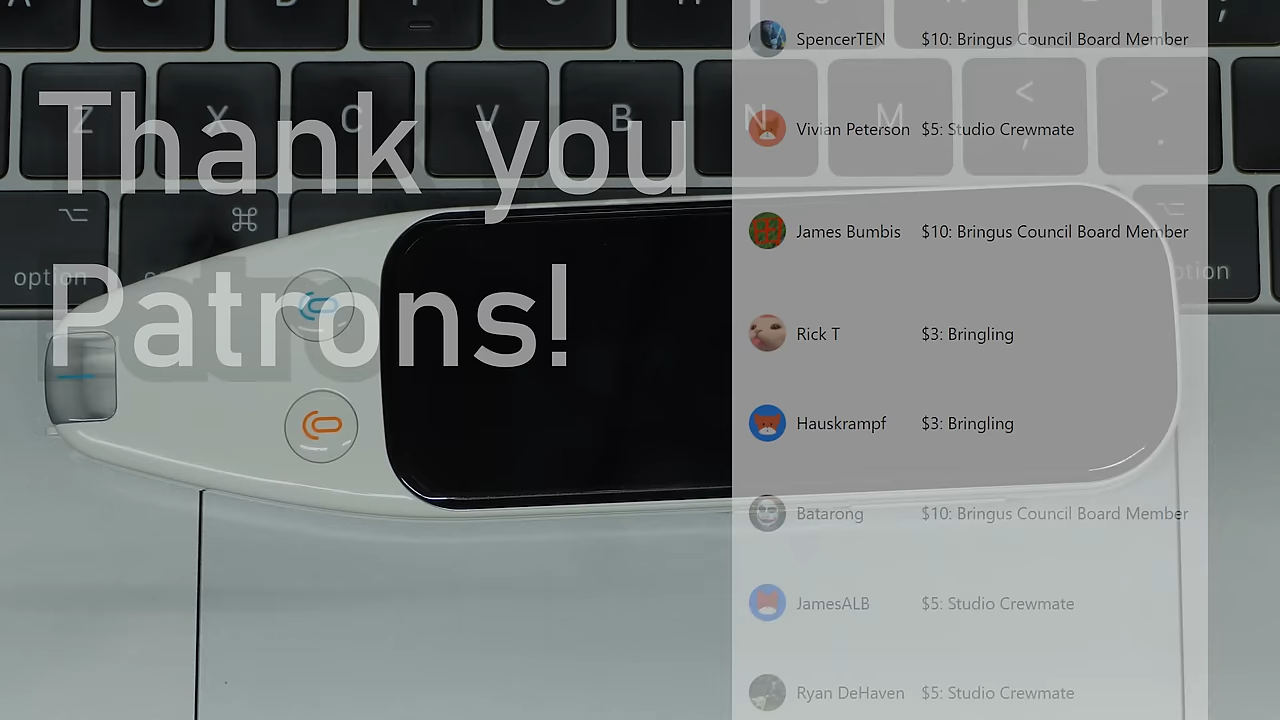 Thank you
Patrons!
SpencerTEN $10: Bringus Council Board Member
Vivian Peterson $5: Studio Crewmate
James Bumbis $10: Bringus Council Board Member
Rick T $3: Bringling
Hauskrampf $3: Bringling
Batarong $10: Bringus Council Board Member
JamesALB $5: Studio Crewmate
Ryan DeHaven $5: Studio Crewmate
Z X C V B N M < , > .
⌥ ⌘ ⌥
option option